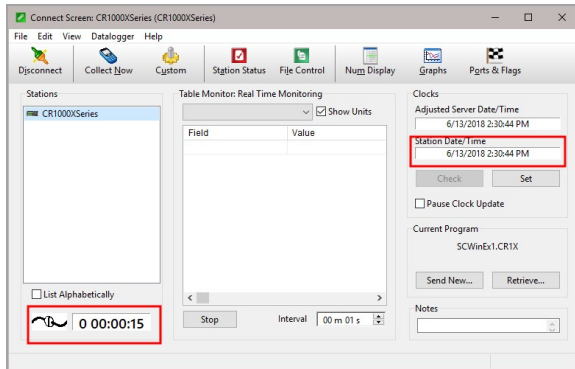 Connect Screen: CR1000XSeries (CR1000XSeries)
File Edit View Datalogger Help
Disconnect Collect Now Custom Station Status File Control Num Display Graphs Ports & Flags
Stations
CR1000XSeries
List Alphabetically
0 00:00:15
Table Monitor: Real Time Monitoring
Show Units
Field Value
Stop Interval 00 m 01 s
Clocks
Adjusted Server Date/Time
6/13/2018 2:30:44 PM
Station Date/Time
6/13/2018 2:30:44 PM
Check Set
Pause Clock Update
Current Program
SCWinEx1.CR1X
Send New... Retrieve...
Notes